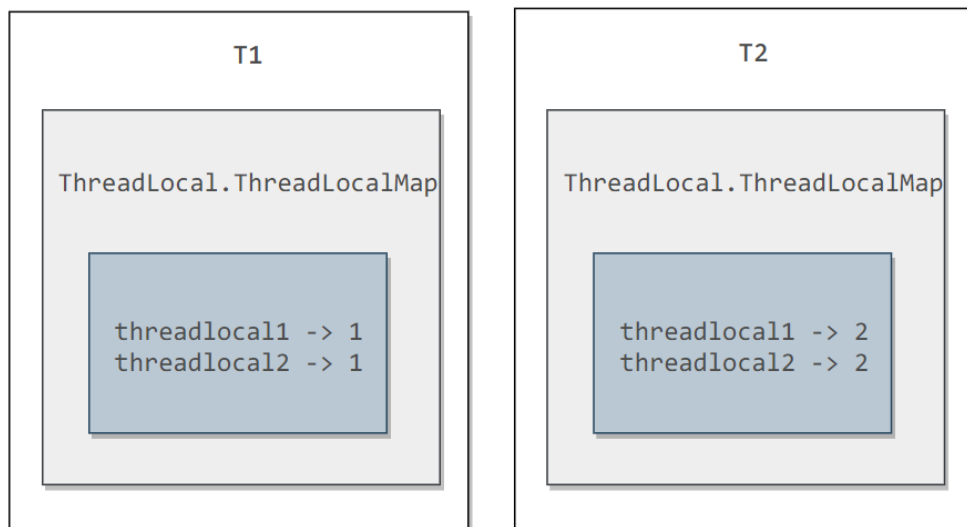 T1
ThreadLocal.ThreadLocalMap
threadlocal1 -> 1
threadlocal2 -> 1
T2
ThreadLocal.ThreadLocalMap
threadlocal1 -> 2
threadlocal2 -> 2